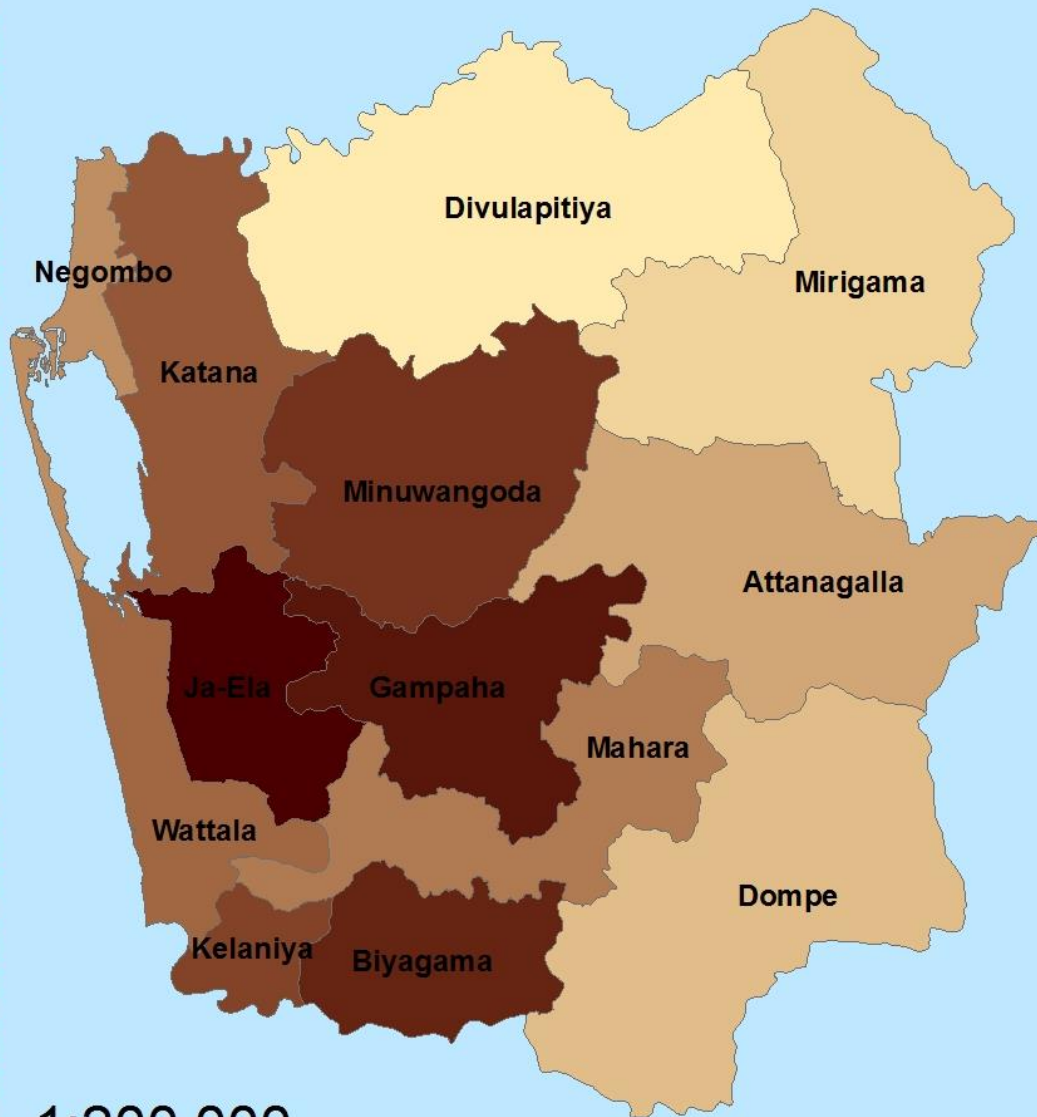 Divulapitiya
Negombo
Mirigama
Katana
Minuwangoda
Attanagalla
Ja-Ela
Gampaha
Mahara
Wattala
Dompe
Kelaniya
Biyagama